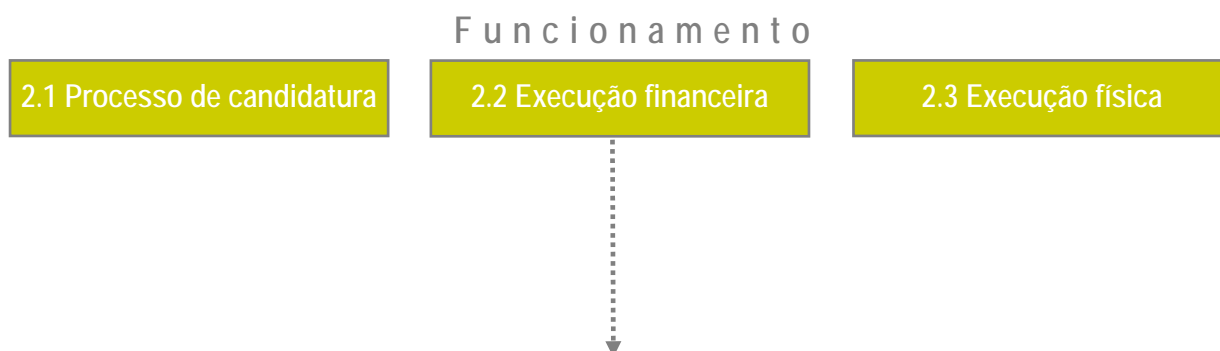 Funcionamento
2.1 Processo de candidatura
2.2 Execução financeira
2.3 Execução física